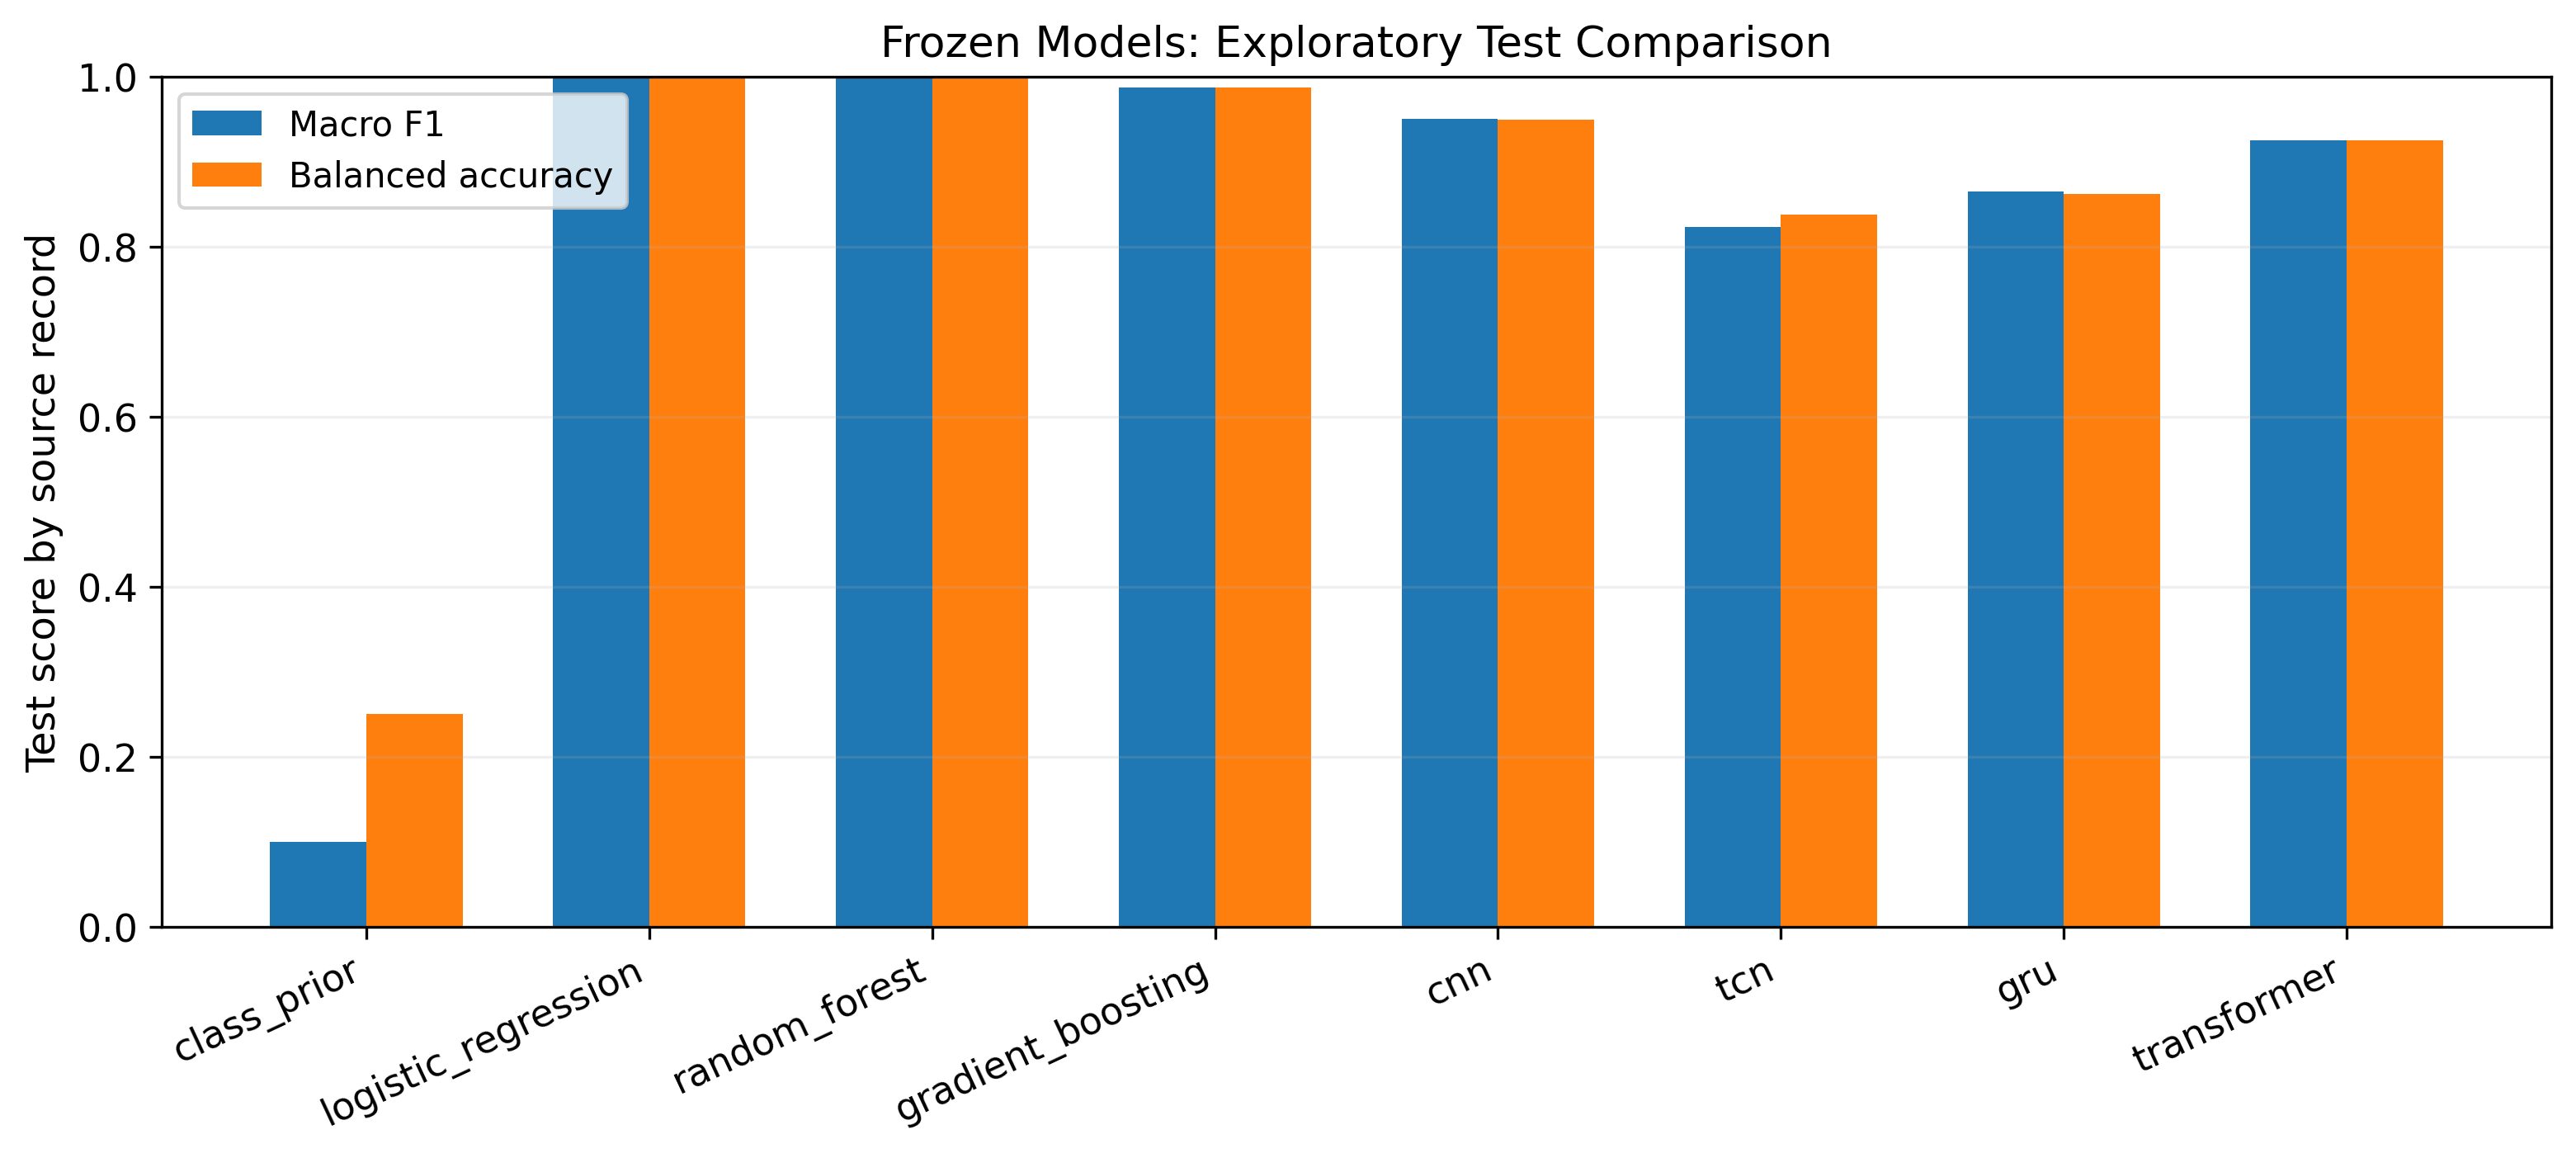 Frozen Models: Exploratory Test Comparison
Test score by source record
1.0
0.8
0.6
0.4
0.2
0.0
Macro F1
Balanced accuracy
class_prior
logistic_regression
random_forest
gradient_boosting
cnn
tcn
gru
transformer